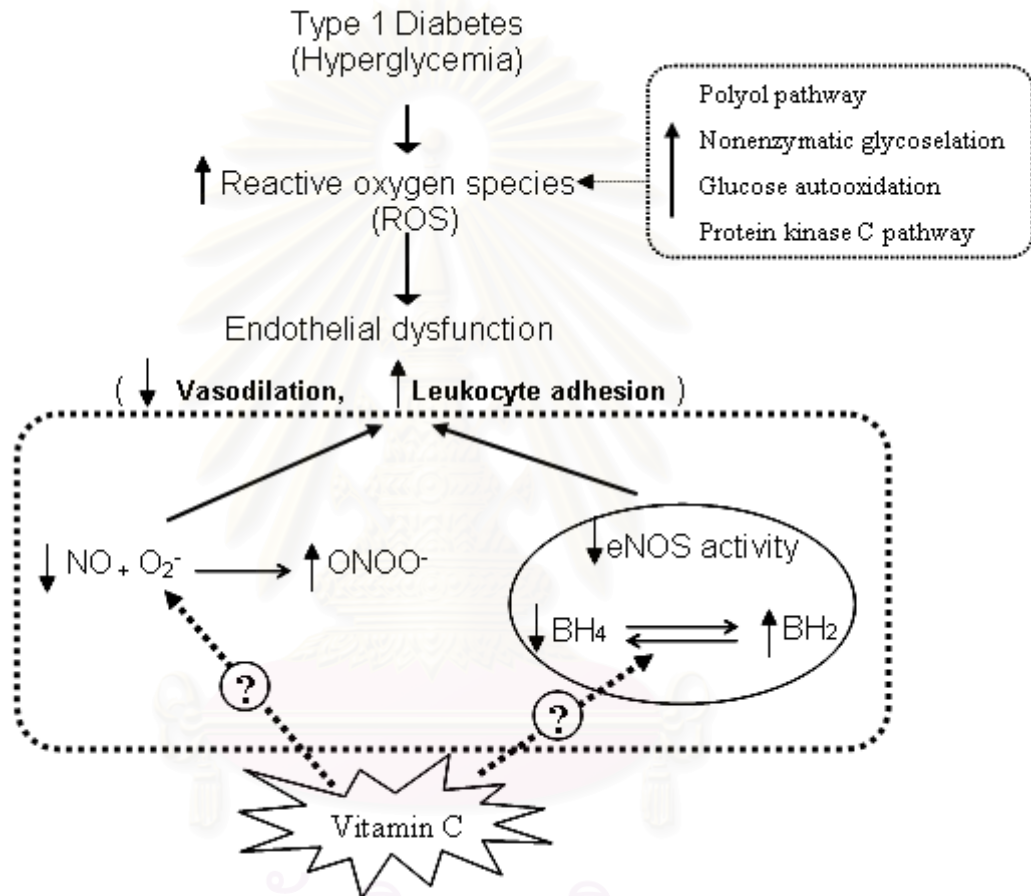 Type 1 Diabetes
(Hyperglycemia)
Polyol pathway
Nonenzymatic glycoselation
Glucose autooxidation
Protein kinase C pathway
↑ Reactive oxygen species
(ROS)
Endothelial dysfunction
( ↓ Vasodilation, ↑ Leukocyte adhesion )
↓ eNOS activity
↓ NO + O₂⁻ → ↑ ONOO⁻
↓ BH₄ ⇌ ↑ BH₂
?
?
Vitamin C